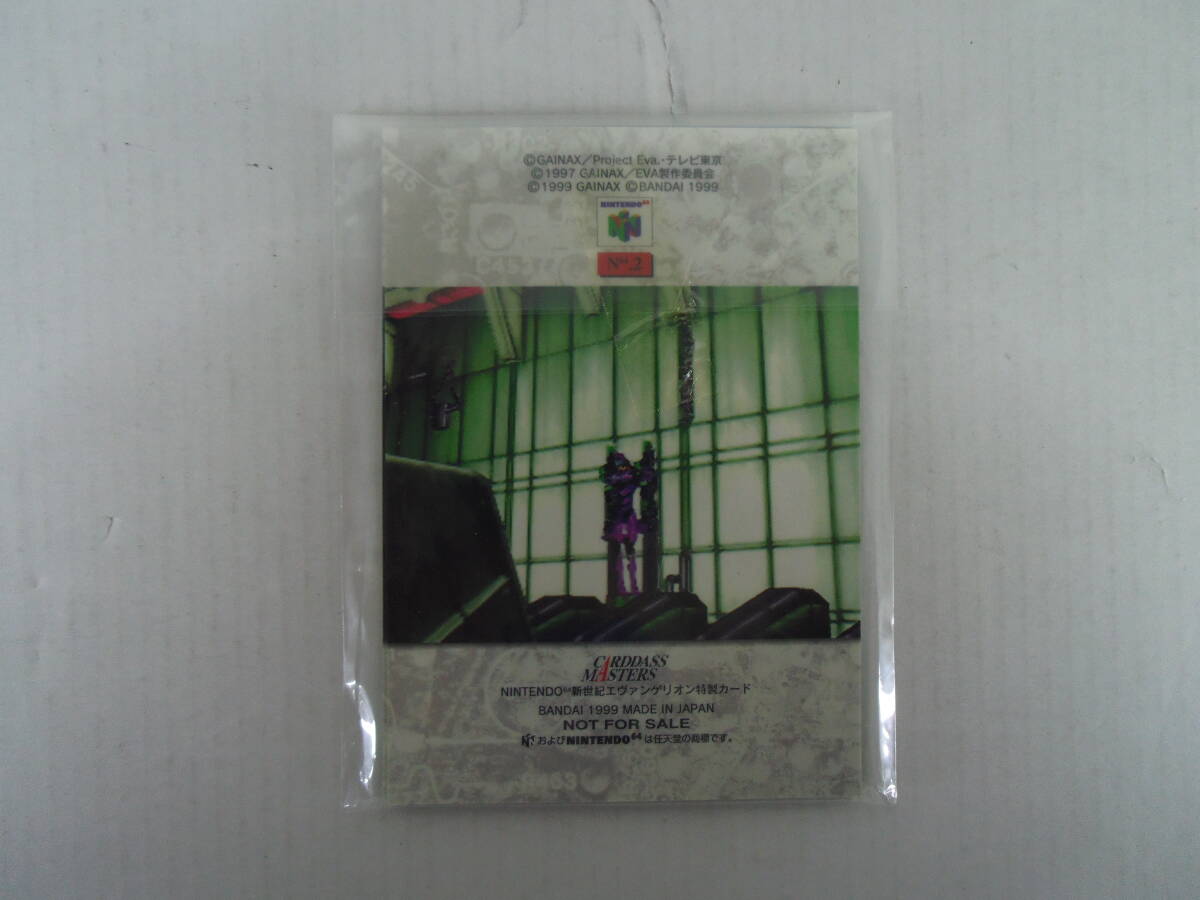 ©GAINAX／Project Eva.・テレビ東京
©1997 GAINAX／EVA製作委員会
©1999 GAINAX ©BANDAI 1999
NINTENDO64
N64.2
CARDDASS
MASTERS
NINTENDO64新世紀エヴァンゲリオン特製カード
BANDAI 1999 MADE IN JAPAN
NOT FOR SALE
およびNINTENDO64は任天堂の商標です。